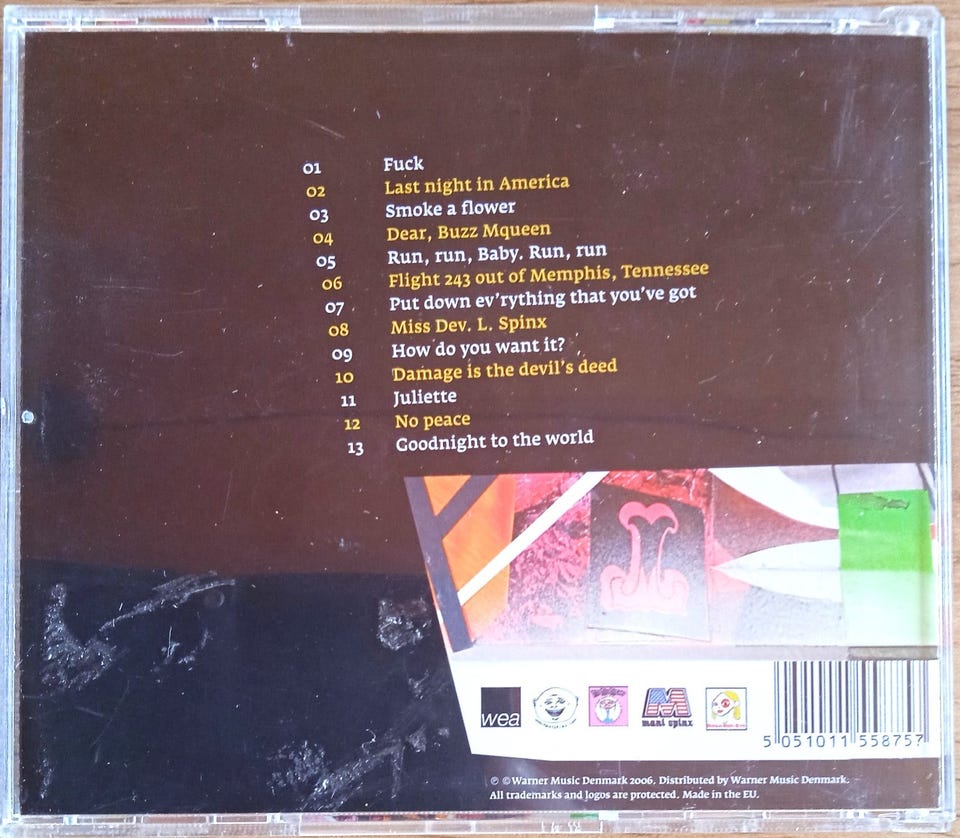 01 Fuck
02 Last night in America
03 Smoke a flower
04 Dear, Buzz Mqueen
05 Run, run, Baby. Run, run
06 Flight 243 out of Memphis, Tennessee
07 Put down ev'rything that you've got
08 Miss Dev. L. Spinx
09 How do you want it?
10 Damage is the devil's deed
11 Juliette
12 No peace
13 Goodnight to the world
wea
M
mani spinx
5 051011 558757
℗ © Warner Music Denmark 2006. Distributed by Warner Music Denmark.
All trademarks and logos are protected. Made in the EU.